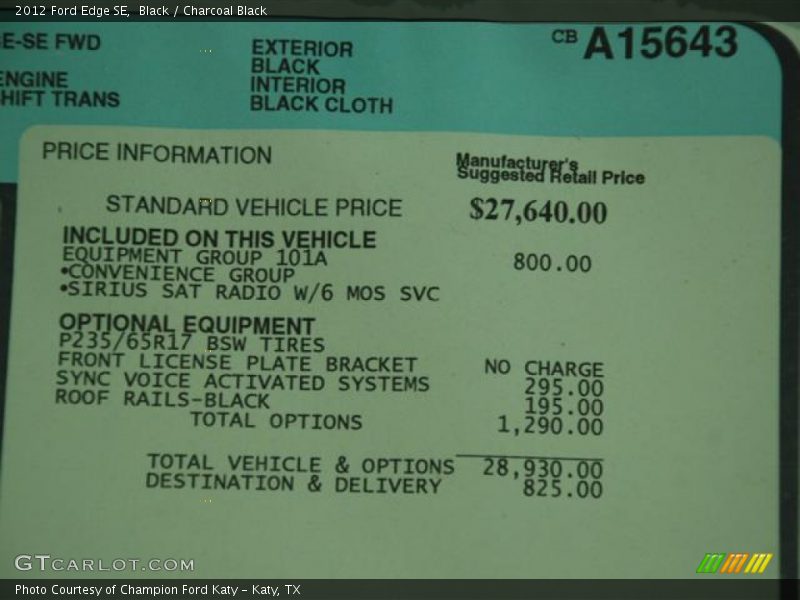 2012 Ford Edge SE, Black / Charcoal Black
E-SE FWD
ENGINE
HIFT TRANS
EXTERIOR
BLACK
INTERIOR
BLACK CLOTH
CB A15643
PRICE INFORMATION
Manufacturer's
Suggested Retail Price
STANDARD VEHICLE PRICE $27,640.00
INCLUDED ON THIS VEHICLE
EQUIPMENT GROUP 101A 800.00
•CONVENIENCE GROUP
•SIRIUS SAT RADIO W/6 MOS SVC
OPTIONAL EQUIPMENT
P235/65R17 BSW TIRES
FRONT LICENSE PLATE BRACKET NO CHARGE
SYNC VOICE ACTIVATED SYSTEMS 295.00
ROOF RAILS-BLACK 195.00
TOTAL OPTIONS 1,290.00
TOTAL VEHICLE & OPTIONS 28,930.00
DESTINATION & DELIVERY 825.00
GTCARLOT.COM
Photo Courtesy of Champion Ford Katy - Katy, TX